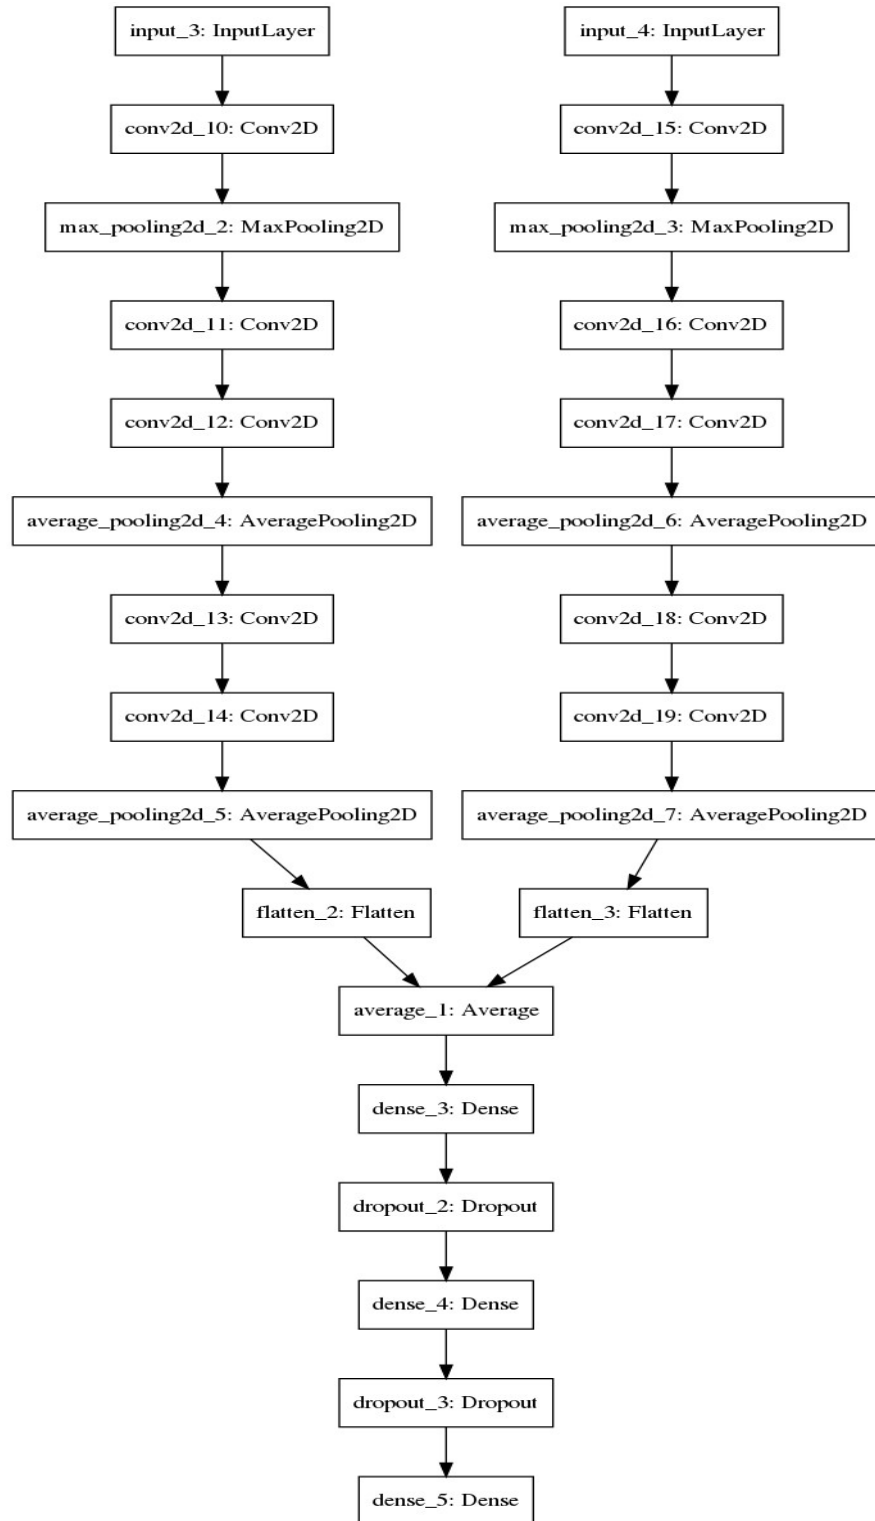 input_3: InputLayer
input_4: InputLayer
conv2d_10: Conv2D
conv2d_15: Conv2D
max_pooling2d_2: MaxPooling2D
max_pooling2d_3: MaxPooling2D
conv2d_11: Conv2D
conv2d_16: Conv2D
conv2d_12: Conv2D
conv2d_17: Conv2D
average_pooling2d_4: AveragePooling2D
average_pooling2d_6: AveragePooling2D
conv2d_13: Conv2D
conv2d_18: Conv2D
conv2d_14: Conv2D
conv2d_19: Conv2D
average_pooling2d_5: AveragePooling2D
average_pooling2d_7: AveragePooling2D
flatten_2: Flatten
flatten_3: Flatten
average_1: Average
dense_3: Dense
dropout_2: Dropout
dense_4: Dense
dropout_3: Dropout
dense_5: Dense